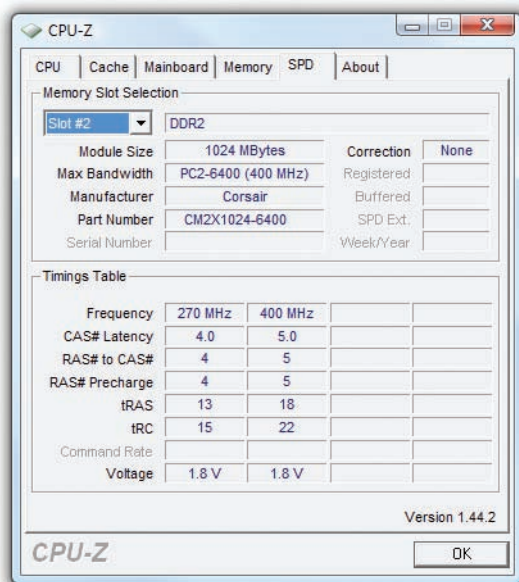 CPU-Z
CPU Cache Mainboard Memory SPD About
Memory Slot Selection
Slot #2 DDR2
Module Size 1024 MBytes Correction None
Max Bandwidth PC2-6400 (400 MHz) Registered
Manufacturer Corsair Buffered
Part Number CM2X1024-6400 SPD Ext.
Serial Number Week/Year
Timings Table
Frequency 270 MHz 400 MHz
CAS# Latency 4.0 5.0
RAS# to CAS# 4 5
RAS# Precharge 4 5
tRAS 13 18
tRC 15 22
Command Rate
Voltage 1.8 V 1.8 V
Version 1.44.2
CPU-Z OK